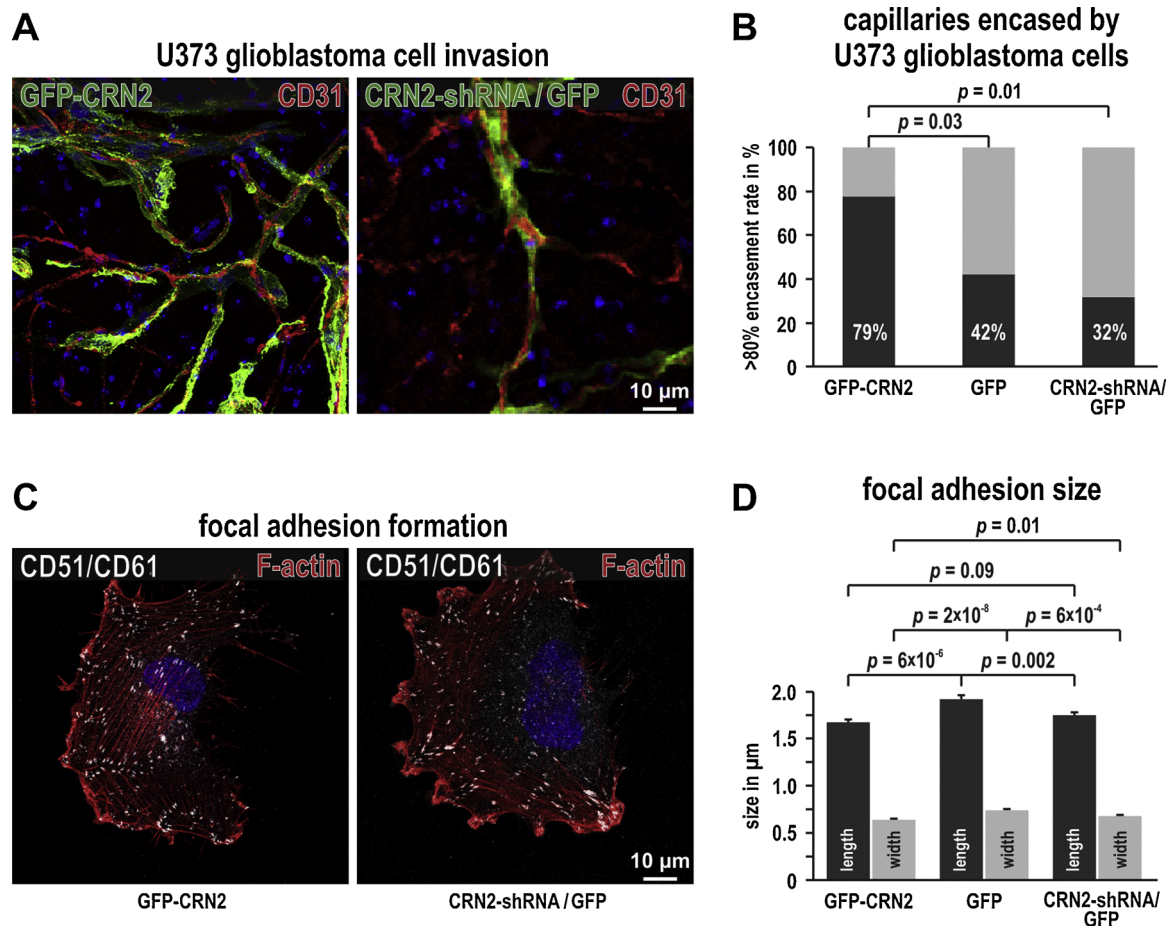 A
U373 glioblastoma cell invasion
GFP-CRN2 CD31
CRN2-shRNA/GFP CD31
10 µm
B
capillaries encased by
U373 glioblastoma cells
p = 0.01
p = 0.03
>80% encasement rate in %
100
80
60
40
20
0
79%
42%
32%
GFP-CRN2
GFP
CRN2-shRNA/
GFP
C
focal adhesion formation
CD51/CD61 F-actin
CD51/CD61 F-actin
10 µm
GFP-CRN2
CRN2-shRNA/GFP
D
focal adhesion size
p = 0.01
p = 0.09
p = 2x10⁻⁸
p = 6x10⁻⁴
p = 6x10⁻⁶
p = 0.002
size in µm
2.0
1.5
1.0
0.5
0
length
width
length
width
length
width
GFP-CRN2
GFP
CRN2-shRNA/
GFP